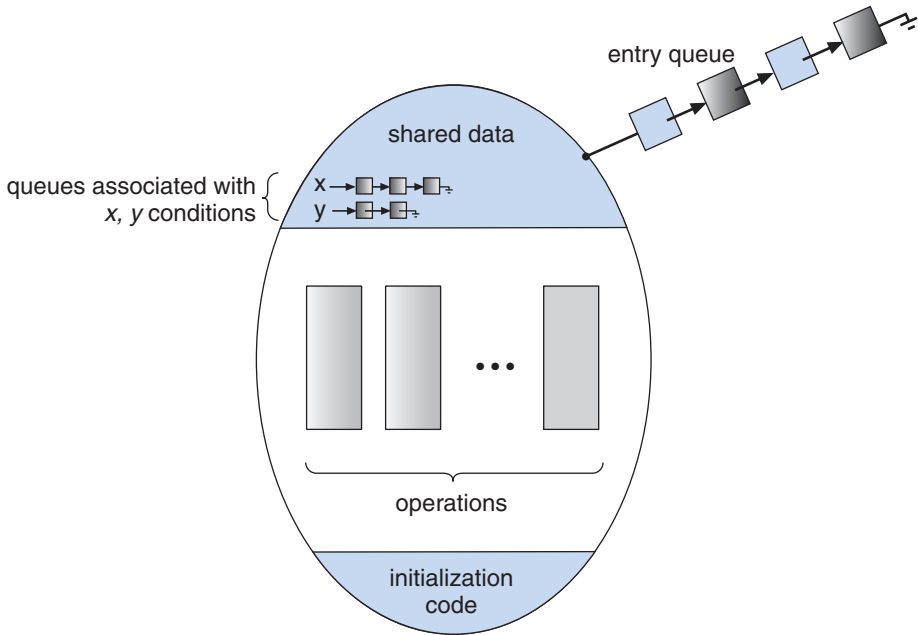 entry queue
shared data
queues associated with
x, y conditions
x
y
operations
initialization
code